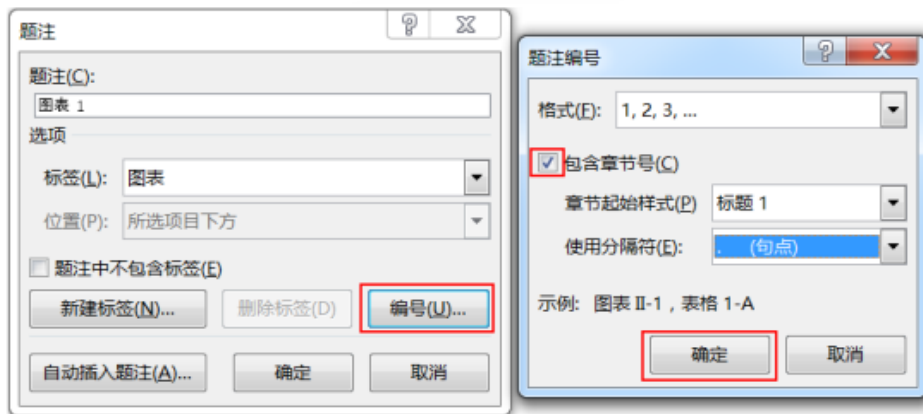 题注
题注(C):
图表 1
选项
标签(L): 图表
位置(P): 所选项目下方
题注中不包含标签(E)
新建标签(N)... 删除标签(D) 编号(U)...
自动插入题注(A)... 确定 取消
题注编号
格式(F): 1, 2, 3, ...
包含章节号(C)
章节起始样式(P) 标题 1
使用分隔符(E): . (句点)
示例: 图表 II-1，表格 1-A
确定 取消